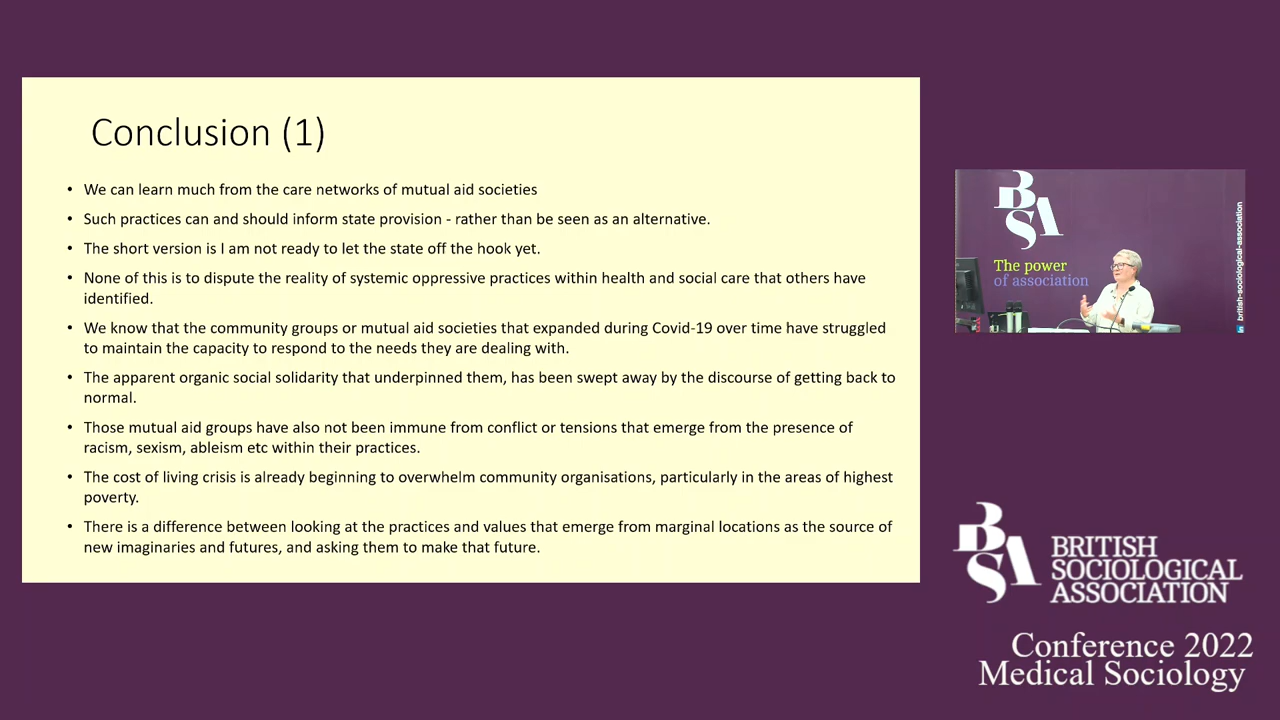 Conclusion (1)
• We can learn much from the care networks of mutual aid societies
• Such practices can and should inform state provision - rather than be seen as an alternative.
• The short version is I am not ready to let the state off the hook yet.
• None of this is to dispute the reality of systemic oppressive practices within health and social care that others have
identified.
• We know that the community groups or mutual aid societies that expanded during Covid-19 over time have struggled
to maintain the capacity to respond to the needs they are dealing with.
• The apparent organic social solidarity that underpinned them, has been swept away by the discourse of getting back to
normal.
• Those mutual aid groups have also not been immune from conflict or tensions that emerge from the presence of
racism, sexism, ableism etc within their practices.
• The cost of living crisis is already beginning to overwhelm community organisations, particularly in the areas of highest
poverty.
• There is a difference between looking at the practices and values that emerge from marginal locations as the source of
new imaginaries and futures, and asking them to make that future.
BSA
The power
of association
in british-sociological-association
BSA
BRITISH
SOCIOLOGICAL
ASSOCIATION
Conference 2022
Medical Sociology